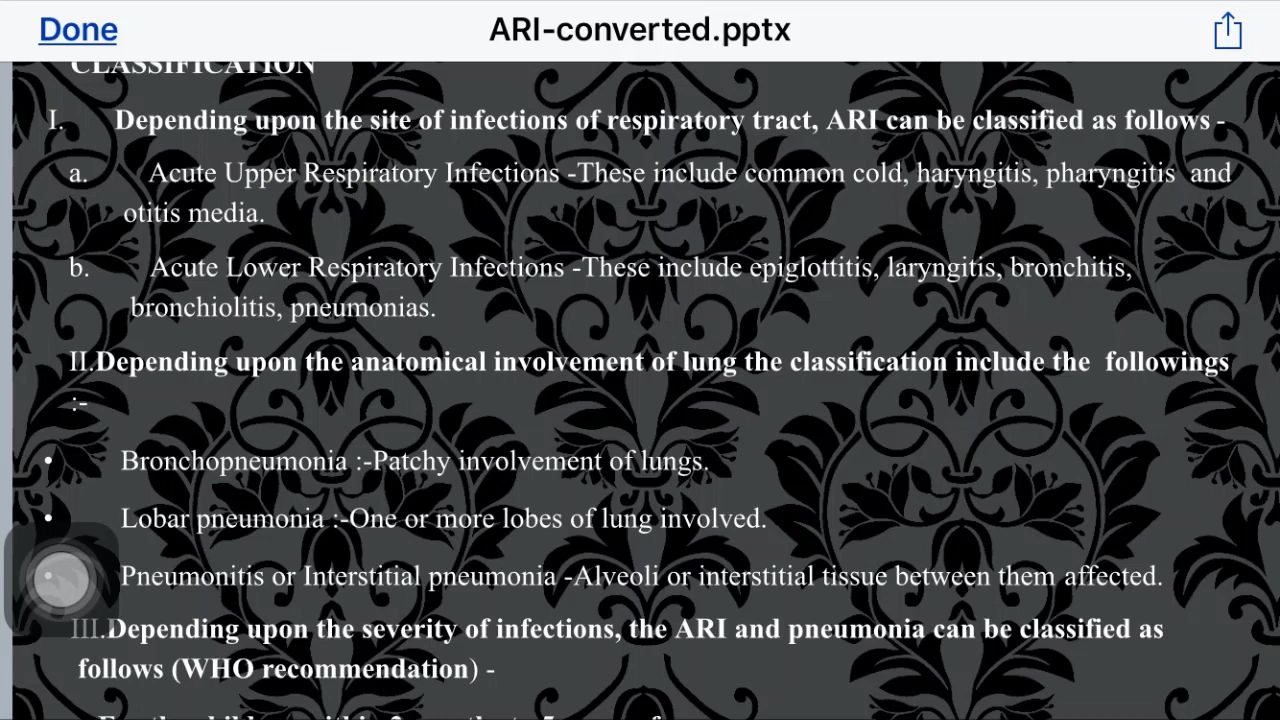 Done
ARI-converted.pptx
CLASSIFICATION
I. Depending upon the site of infections of respiratory tract, ARI can be classified as follows -
a. Acute Upper Respiratory Infections -These include common cold, haryngitis, pharyngitis and
otitis media.
b. Acute Lower Respiratory Infections -These include epiglottitis, laryngitis, bronchitis,
bronchiolitis, pneumonias.
II.Depending upon the anatomical involvement of lung the classification include the followings
:-
• Bronchopneumonia :-Patchy involvement of lungs.
• Lobar pneumonia :-One or more lobes of lung involved.
• Pneumonitis or Interstitial pneumonia -Alveoli or interstitial tissue between them affected.
III.Depending upon the severity of infections, the ARI and pneumonia can be classified as
follows (WHO recommendation) -